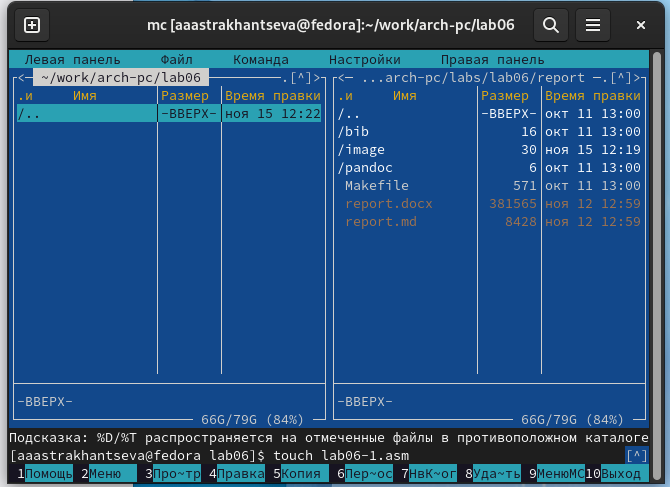 mc [aaastrakhantseva@fedora]:~/work/arch-pc/lab06
Левая панель Файл Команда Настройки Правая панель
<— ~/work/arch-pc/lab06 —.[^]>
.и Имя Размер Время правки
/.. -ВВЕРХ- ноя 15 12:22
-ВВЕРХ-
66G/79G (84%)
<— ...arch-pc/labs/lab06/report —.[^]>
.и Имя Размер Время правки
/.. -ВВЕРХ- окт 11 13:00
/bib 16 окт 11 13:00
/image 30 ноя 15 12:19
/pandoc 6 окт 11 13:00
Makefile 571 окт 11 13:00
report.docx 381565 ноя 12 12:59
report.md 8428 ноя 12 12:59
-ВВЕРХ-
66G/79G (84%)
Подсказка: %D/%T распространяется на отмеченные файлы в противоположном каталоге
[aaastrakhantseva@fedora lab06]$ touch lab06-1.asm [^]
1Помощь 2Меню 3Про~тр 4Правка 5Копия 6Пер~ос 7НвК~ог 8Уда~ть 9МенюМС10Выход